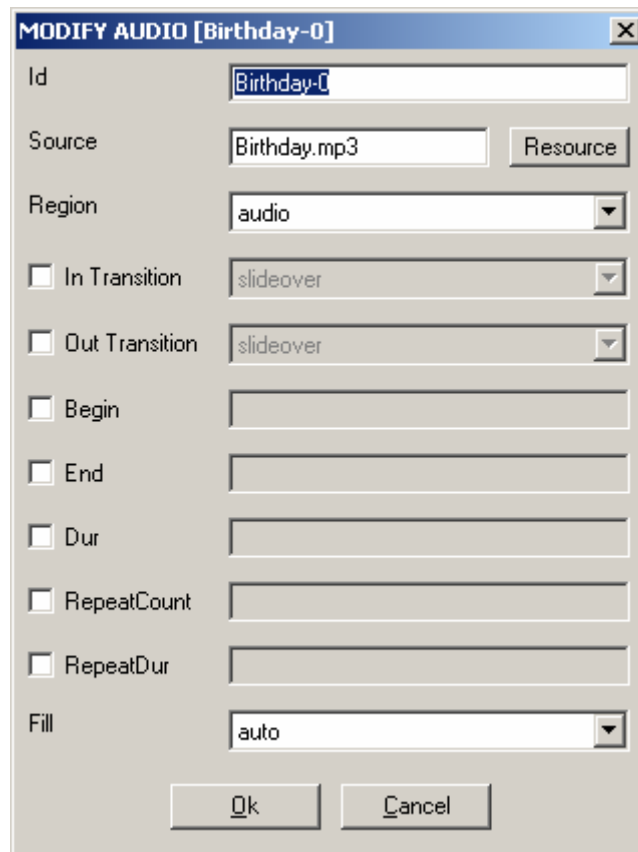 MODIFY AUDIO [Birthday-0]
Id Birthday-0
Source Birthday.mp3 Resource
Region audio
In Transition slideover
Out Transition slideover
Begin
End
Dur
RepeatCount
RepeatDur
Fill auto
Ok Cancel